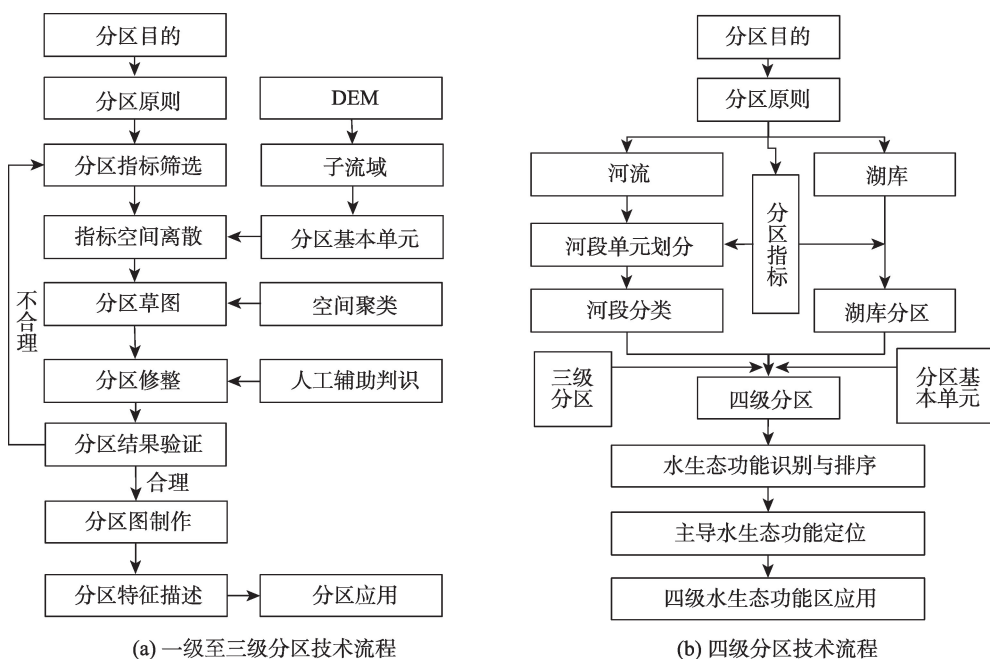 分区目的
分区原则
DEM
分区指标筛选
子流域
指标空间离散
分区基本单元
分区草图
空间聚类
不合理
分区修整
人工辅助判识
分区结果验证
合理
分区图制作
分区特征描述
分区应用
(a) 一级至三级分区技术流程
分区目的
分区原则
河流
湖库
分区指标
河段单元划分
河段分类
湖库分区
三级
分区
分区基
本单元
四级分区
水生态功能识别与排序
主导水生态功能定位
四级水生态功能区应用
(b) 四级分区技术流程